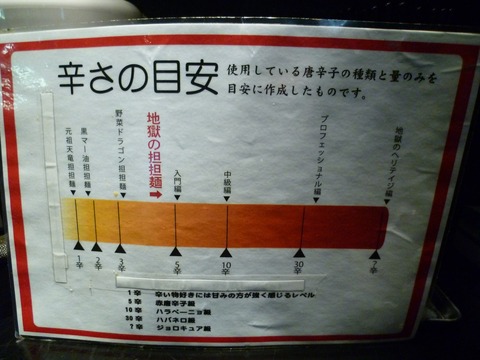 辛さの目安
使用している唐辛子の種類と量のみを
目安に作成したものです。
元祖天竜担担麺▼
黒マー油担担麺▼
野菜ドラゴン担担麺▼
地獄の担担麺➡
入門編▼
中級編▼
プロフェッショナル編▼
地獄のヘリテイジ編▼
1辛
2辛
3辛
5辛
10辛
30辛
?辛
1辛 辛い物好きには甘みの方が強く感じるレベル
5辛 赤唐辛子級
10辛 ハラペーニョ級
30辛 ハバネロ級
?辛 ジョロキュア級